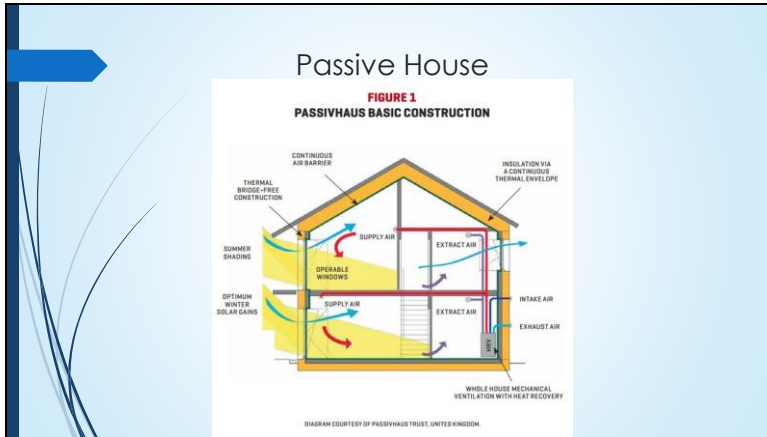 Passive House
FIGURE 1
PASSIVHAUS BASIC CONSTRUCTION
CONTINUOUS
AIR BARRIER
INSULATION VIA
A CONTINUOUS
THERMAL ENVELOPE
THERMAL
BRIDGE-FREE
CONSTRUCTION
SUPPLY AIR
EXTRACT AIR
SUMMER
SHADING
OPERABLE
WINDOWS
OPTIMUM
WINTER
SOLAR GAINS
SUPPLY AIR
EXTRACT AIR
INTAKE AIR
EXHAUST AIR
HRV
WHOLE HOUSE MECHANICAL
VENTILATION WITH HEAT RECOVERY
DIAGRAM COURTESY OF PASSIVHAUS TRUST, UNITED KINGDOM.